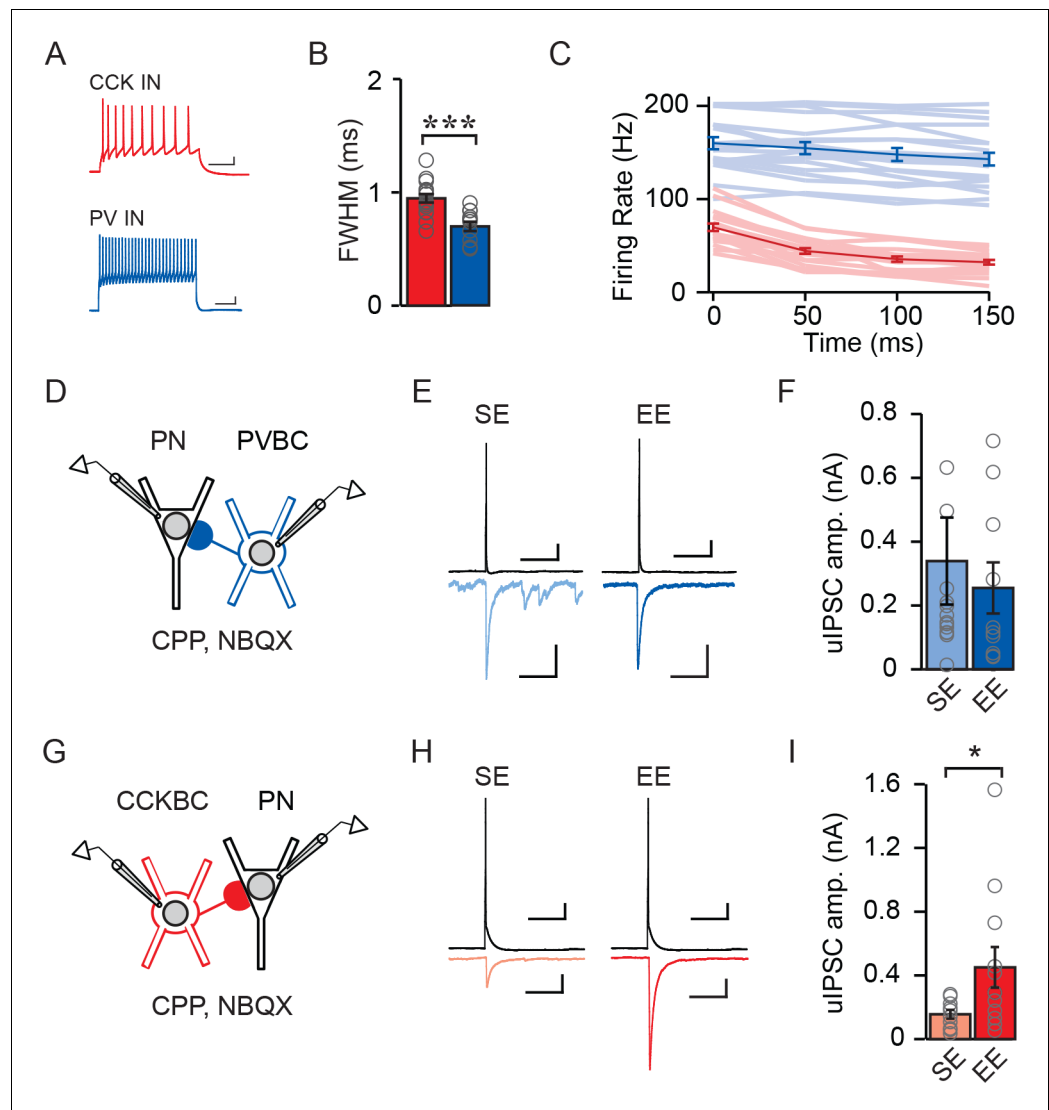 A
CCK IN
PV IN
B
FWHM (ms)
2
1
0
***
C
Firing Rate (Hz)
200
100
0
0 50 100 150
Time (ms)
D
PN PVBC
CPP, NBQX
E
SE EE
F
uIPSC amp. (nA)
0.8
0.6
0.4
0.2
0
SE EE
G
CCKBC PN
CPP, NBQX
H
SE EE
I
uIPSC amp. (nA)
1.6
1.2
0.8
0.4
0
*
SE EE